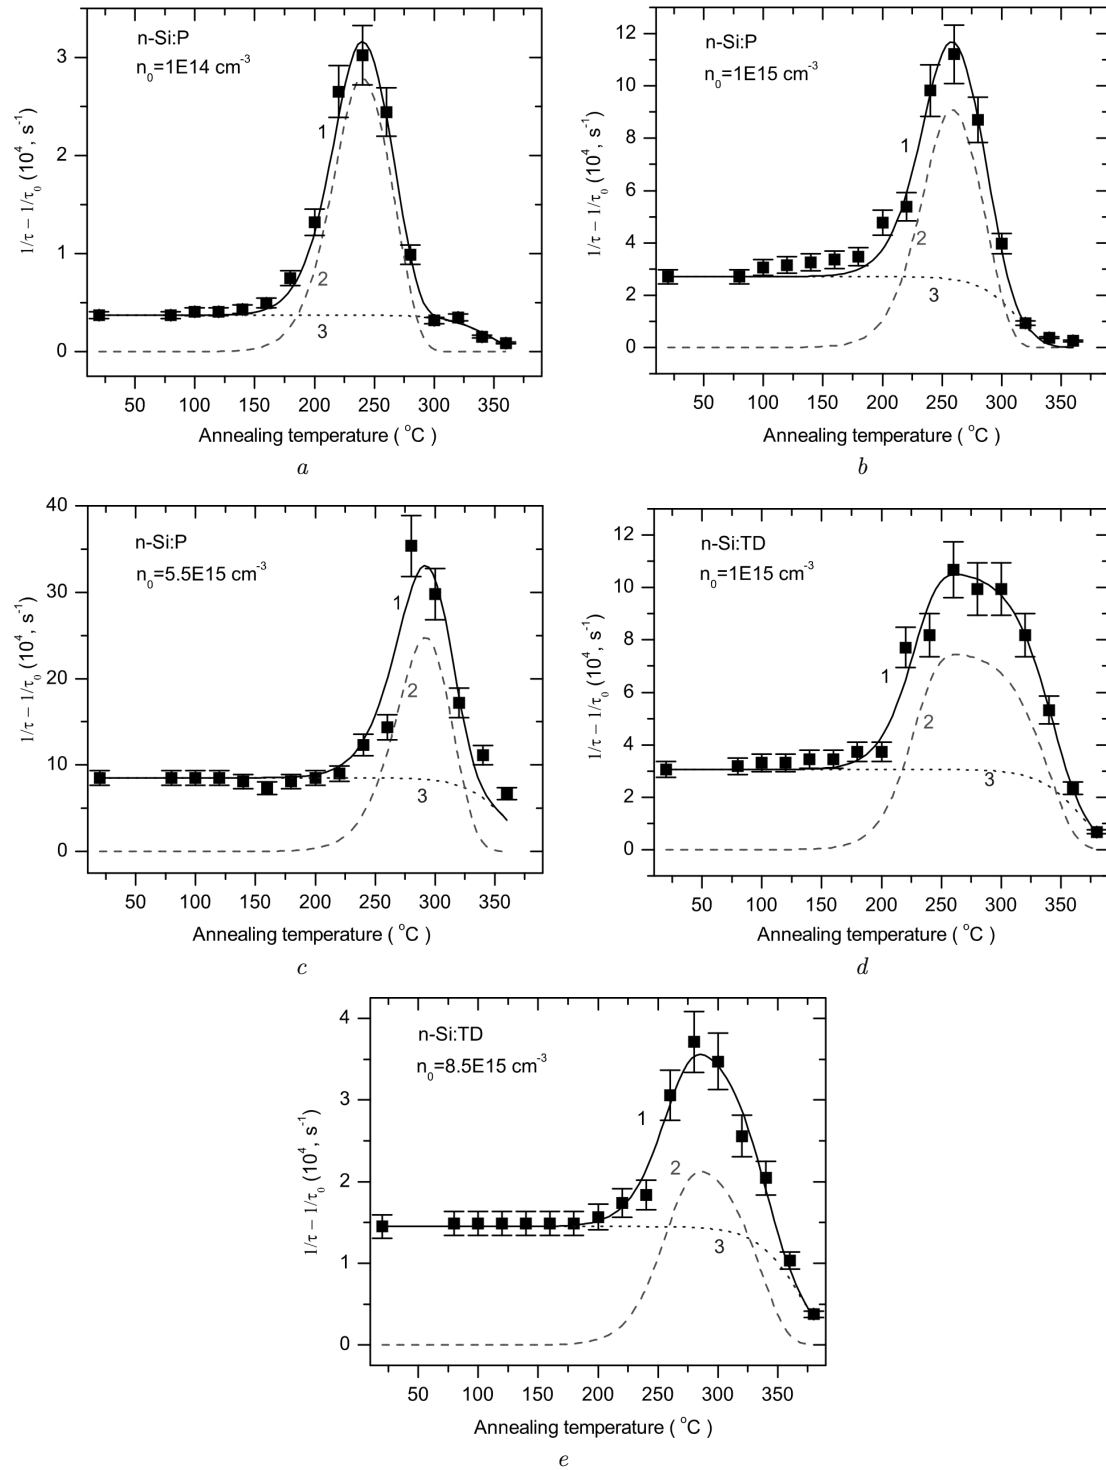 n-Si:P
n0=1E14 cm-3
1/τ − 1/τ0 (10^4, s-1)
3
2
1
0
1
2
3
50 100 150 200 250 300 350
Annealing temperature ( oC )
a
n-Si:P
n0=1E15 cm-3
1/τ − 1/τ0 (10^4, s-1)
12
10
8
6
4
2
0
1
2
3
50 100 150 200 250 300 350
Annealing temperature ( oC )
b
n-Si:P
n0=5.5E15 cm-3
1/τ − 1/τ0 (10^4, s-1)
40
30
20
10
0
1
2
3
50 100 150 200 250 300 350
Annealing temperature ( oC )
c
n-Si:TD
n0=1E15 cm-3
1/τ − 1/τ0 (10^4, s-1)
12
10
8
6
4
2
0
1
2
3
50 100 150 200 250 300 350
Annealing temperature ( oC )
d
n-Si:TD
n0=8.5E15 cm-3
1/τ − 1/τ0 (10^4, s-1)
4
3
2
1
0
1
2
3
50 100 150 200 250 300 350
Annealing temperature ( oC )
e